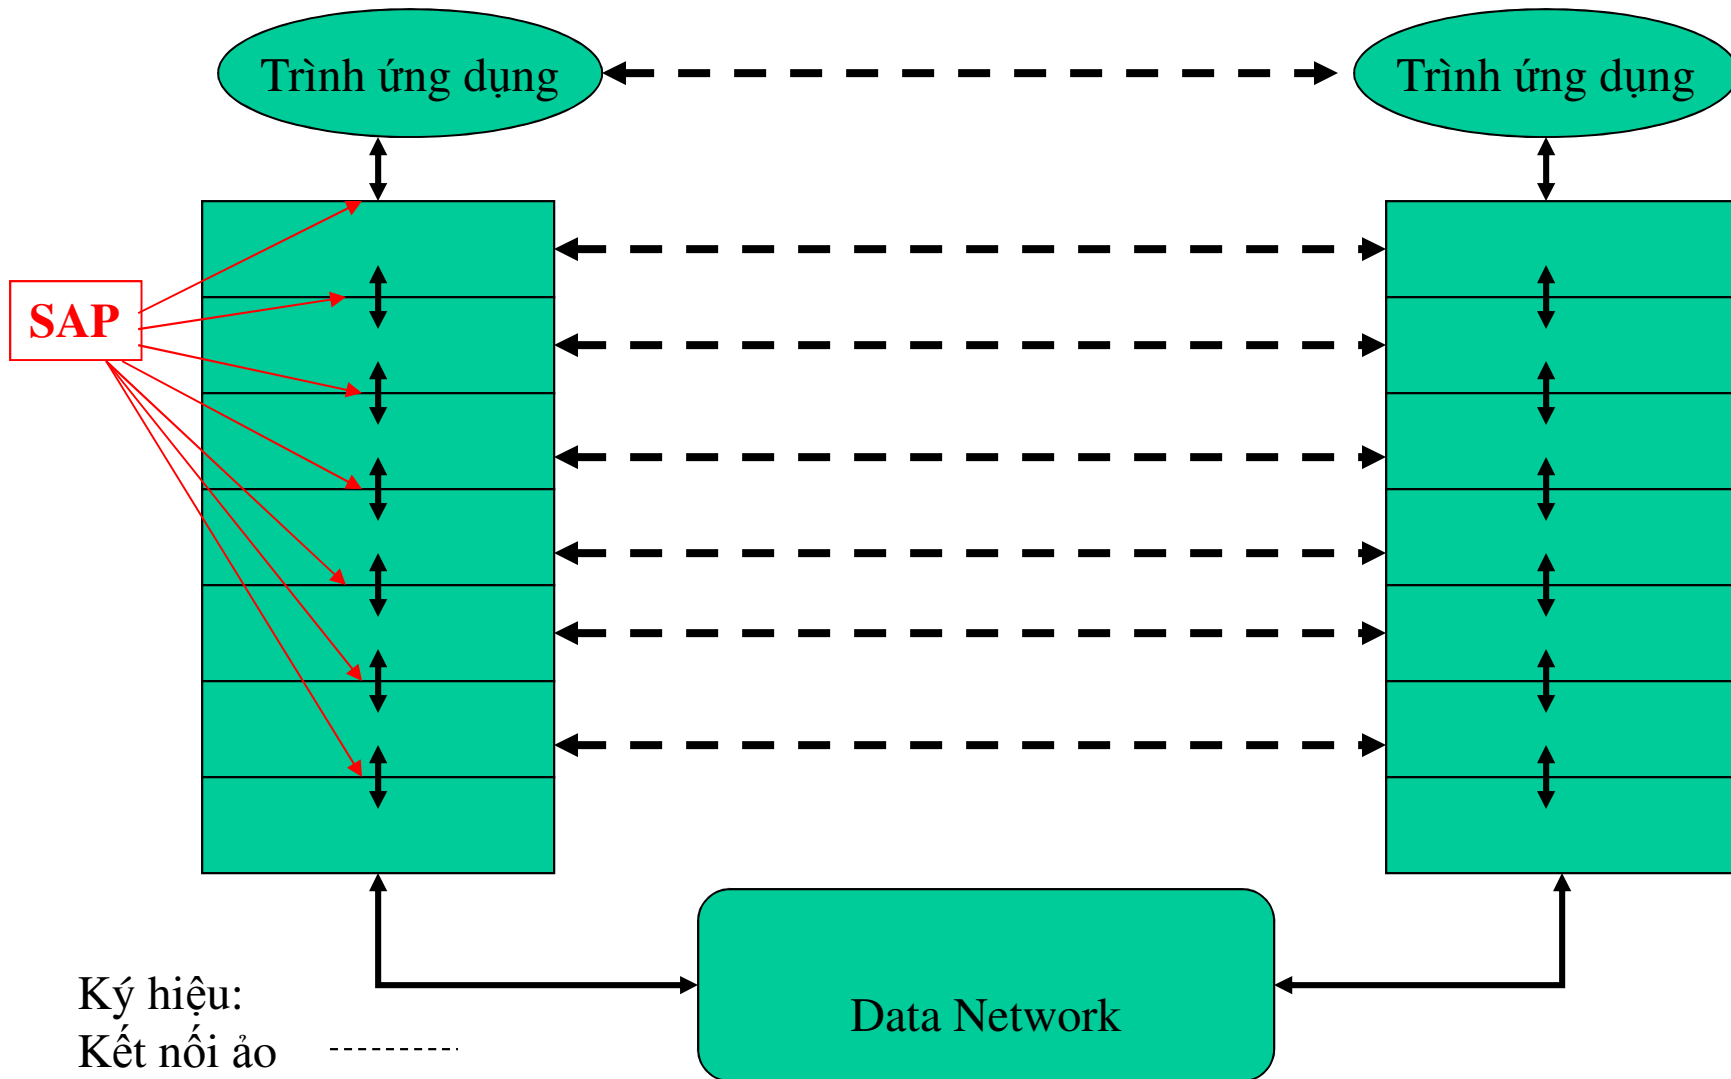 Trình ứng dụng
Trình ứng dụng
SAP
Data Network
Ký hiệu:
Kết nối ảo